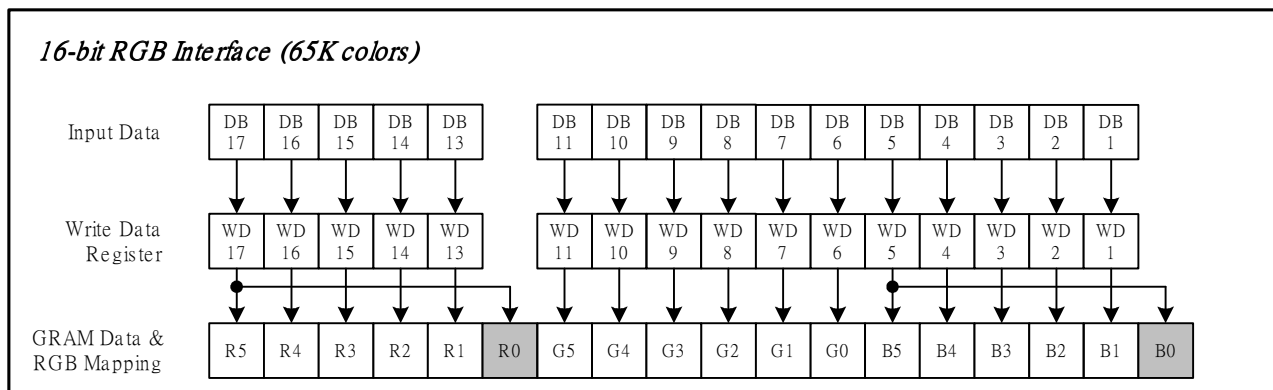 16-bit RGB Interface (65K colors)
Input Data
DB 17 DB 16 DB 15 DB 14 DB 13 DB 11 DB 10 DB 9 DB 8 DB 7 DB 6 DB 5 DB 4 DB 3 DB 2 DB 1
Write Data
Register
WD 17 WD 16 WD 15 WD 14 WD 13 WD 11 WD 10 WD 9 WD 8 WD 7 WD 6 WD 5 WD 4 WD 3 WD 2 WD 1
GRAM Data &
RGB Mapping
R5 R4 R3 R2 R1 R0 G5 G4 G3 G2 G1 G0 B5 B4 B3 B2 B1 B0